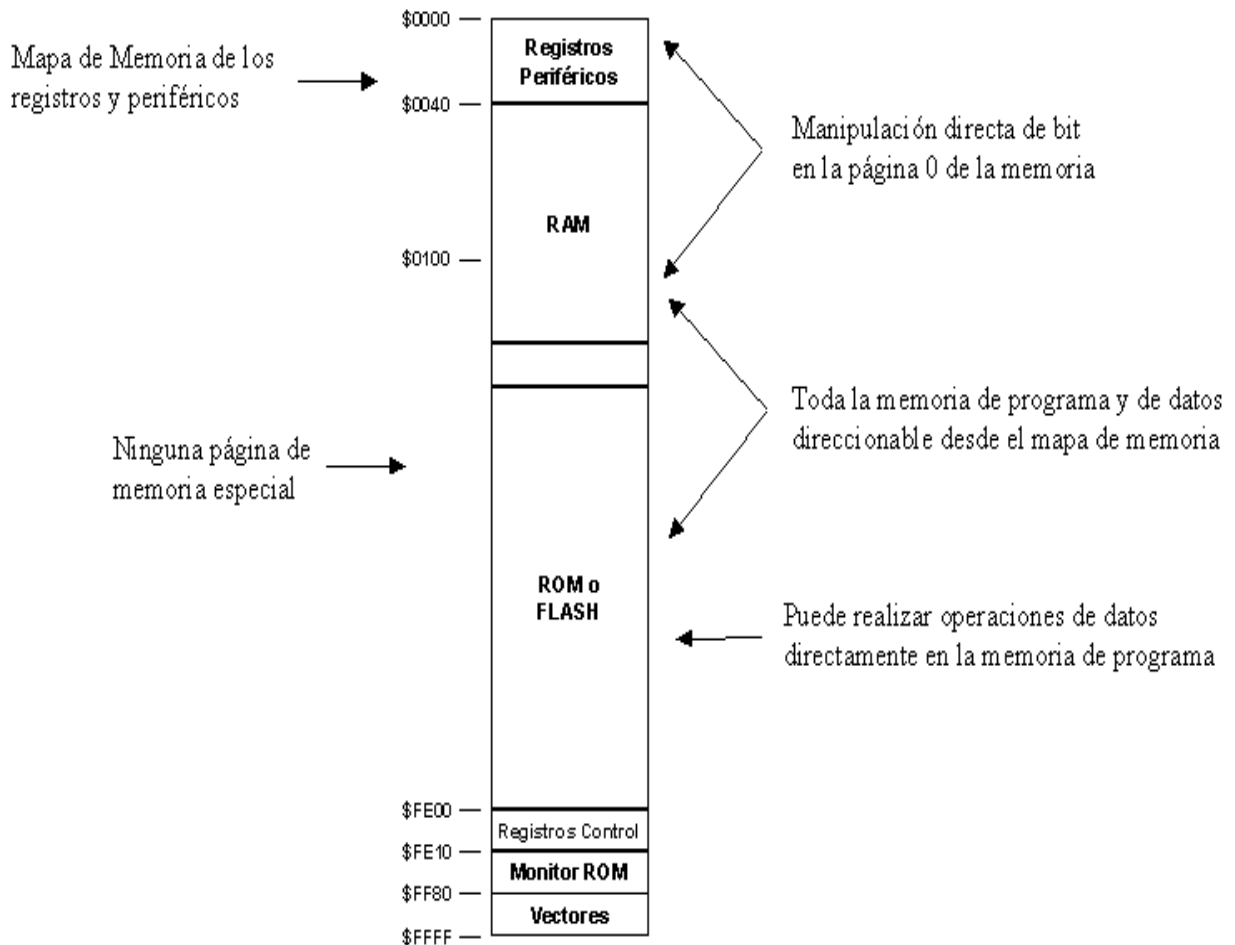 $0000
Registros
Periféricos
Mapa de Memoria de los
registros y periféricos
$0040
Manipulación directa de bit
en la página 0 de la memoria
RAM
$0100
Toda la memoria de programa y de datos
direccionable desde el mapa de memoria
Ninguna página de
memoria especial
ROM o
FLASH
Puede realizar operaciones de datos
directamente en la memoria de programa
$FE00
Registros Control
$FE10
Monitor ROM
$FF80
Vectores
$FFFF